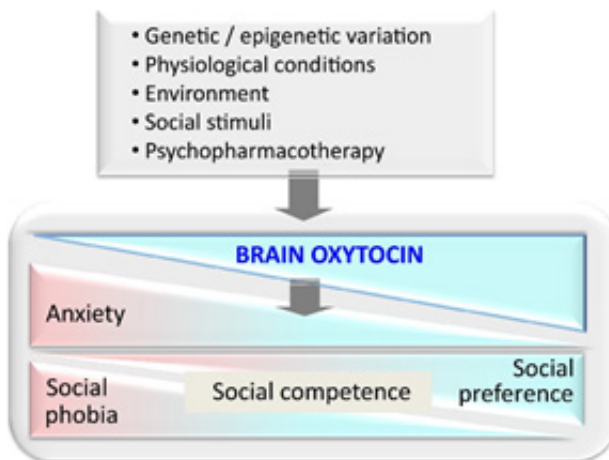 • Genetic / epigenetic variation
• Physiological conditions
• Environment
• Social stimuli
• Psychopharmacotherapy
BRAIN OXYTOCIN
Anxiety
Social
phobia
Social competence
Social
preference